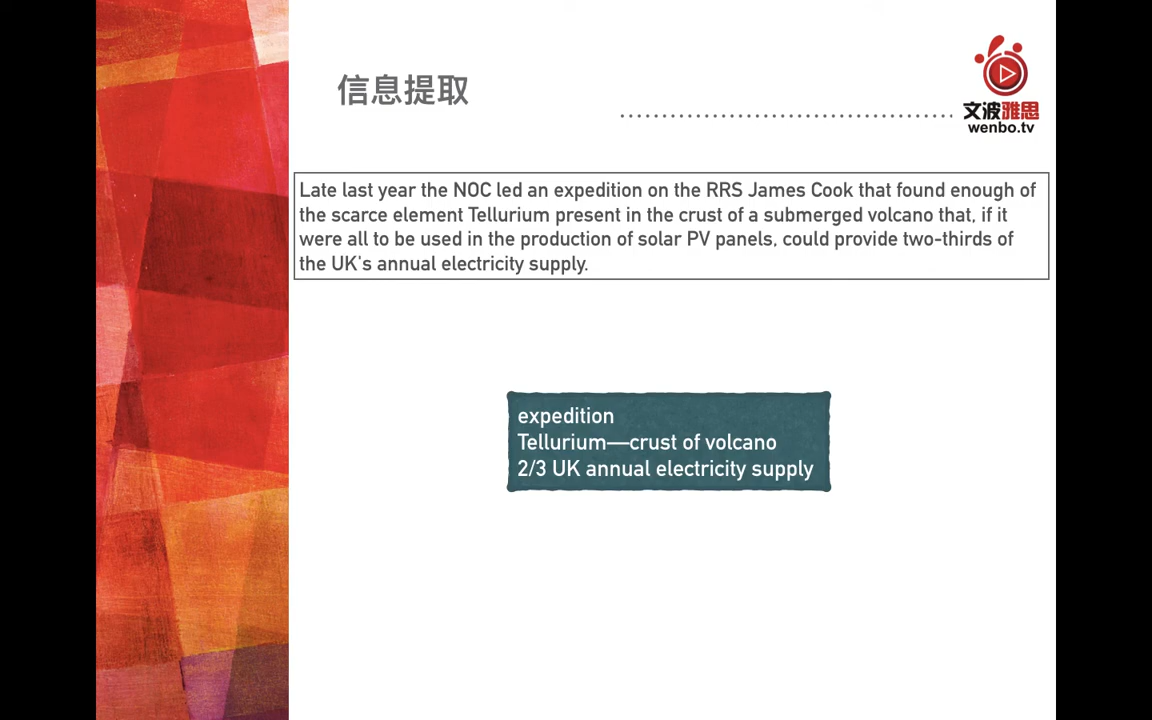 信息提取
文波雅思
wenbo.tv
Late last year the NOC led an expedition on the RRS James Cook that found enough of
the scarce element Tellurium present in the crust of a submerged volcano that, if it
were all to be used in the production of solar PV panels, could provide two-thirds of
the UK's annual electricity supply.
expedition
Tellurium—crust of volcano
2/3 UK annual electricity supply